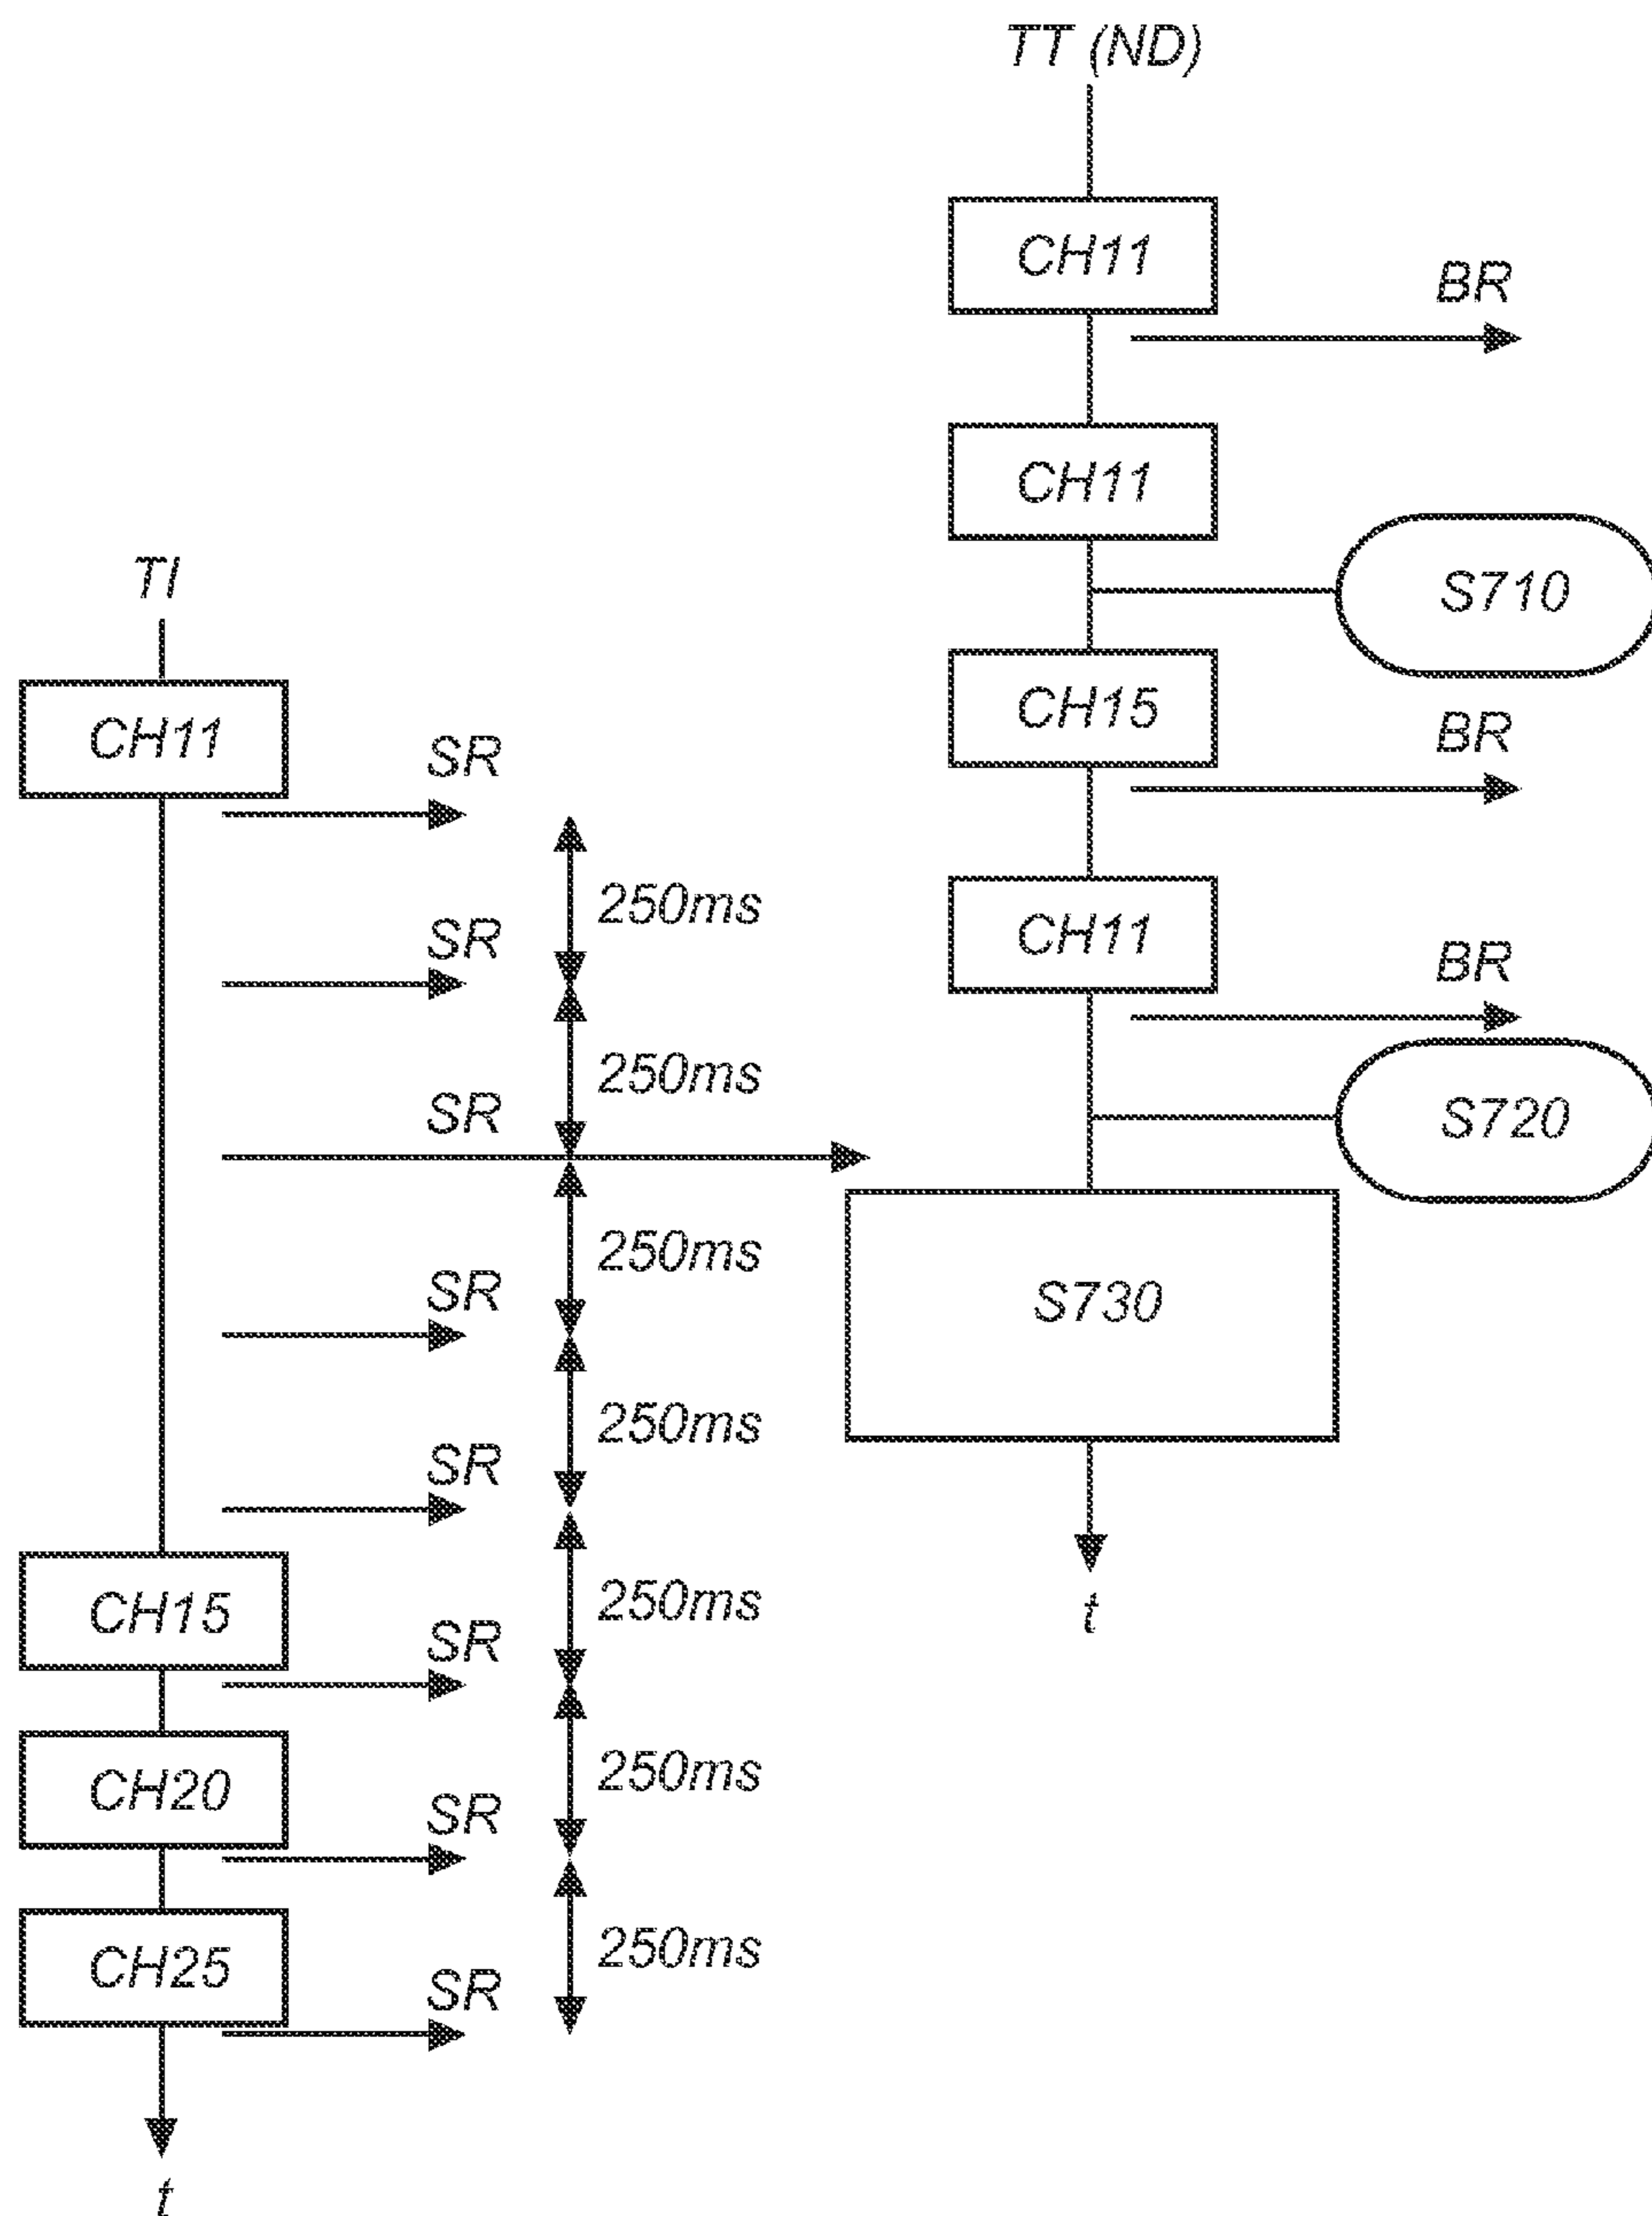 TT (ND)
CH11
BR
CH11
S710
TI
CH11
SR
CH15
BR
250ms
SR
CH11
BR
250ms
SR
S720
250ms
SR
S730
250ms
SR
CH15
250ms
SR
t
CH20
250ms
SR
CH25
250ms
SR
t